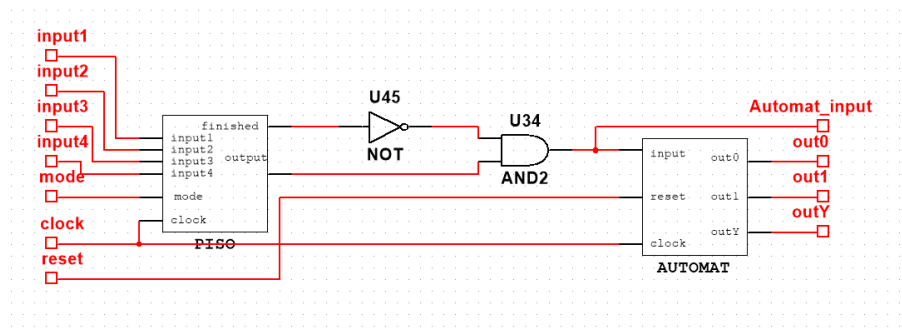 input1
input2
input3
input4
mode
clock
reset
finished
input1
input2
input3
input4
output
mode
clock
PISO
U45
NOT
U34
AND2
Automat_input
out0
out1
outY
input
reset
clock
out0
out1
outY
AUTOMAT